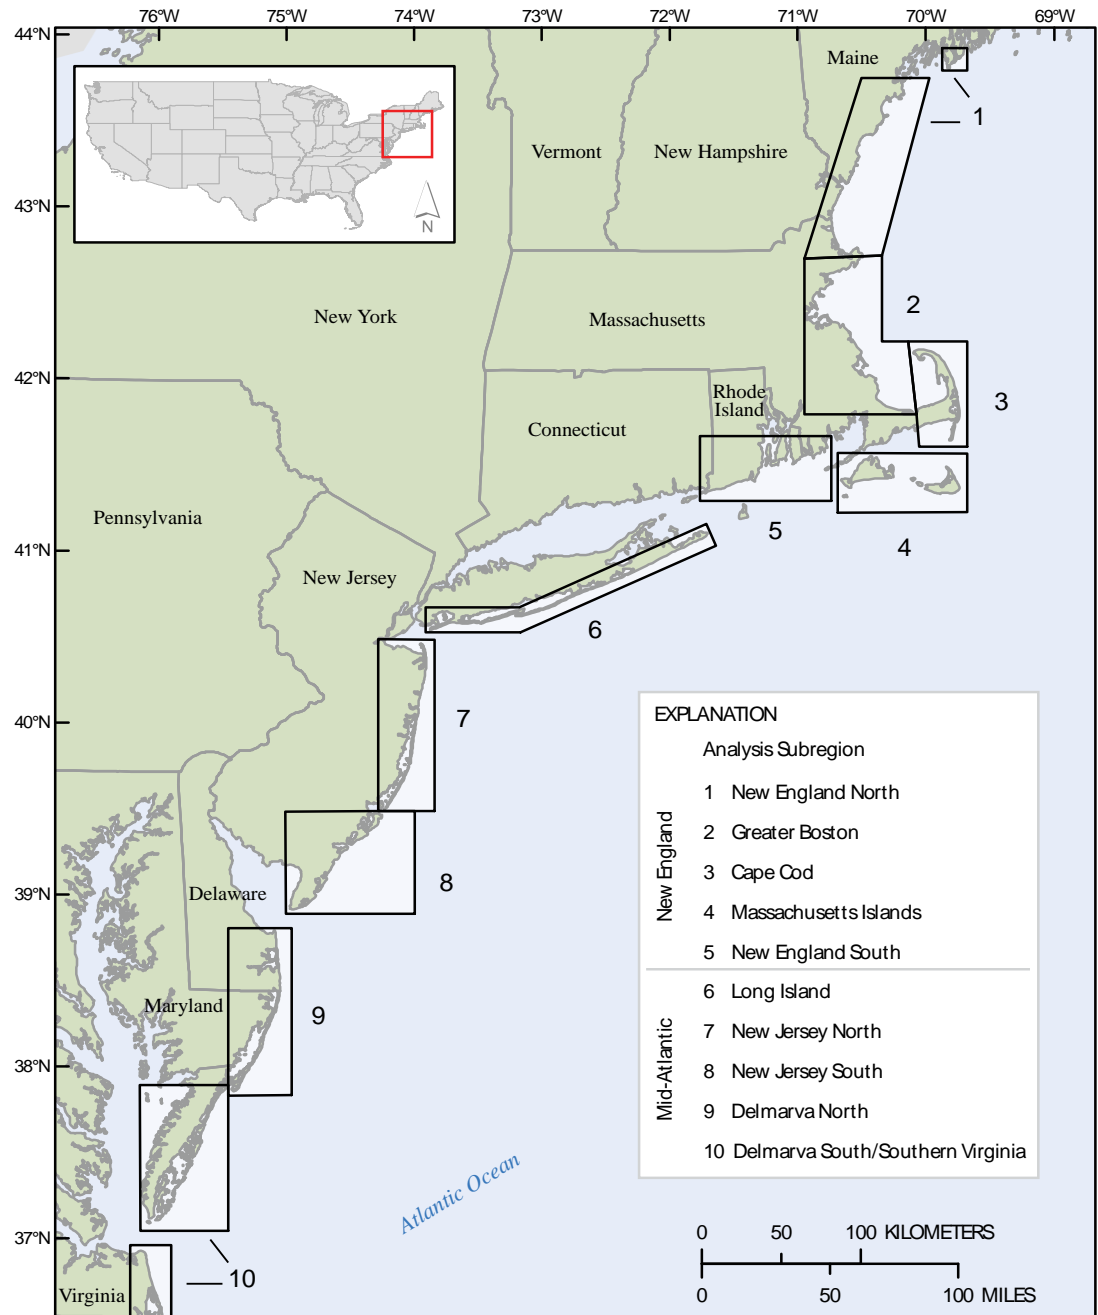 76°W 75°W 74°W 73°W 72°W 71°W 70°W 69°W
44°N
Maine
1
Vermont
New Hampshire
N
43°N
2
New York
Massachusetts
42°N
Rhode
Island
3
Connecticut
Pennsylvania
5
4
41°N
New Jersey
6
40°N
7
EXPLANATION
Analysis Subregion
New England
1 New England North
2 Greater Boston
3 Cape Cod
4 Massachusetts Islands
5 New England South
Mid-Atlantic
6 Long Island
7 New Jersey North
8 New Jersey South
9 Delmarva North
10 Delmarva South/Southern Virginia
39°N
Delaware
8
Maryland
9
38°N
Atlantic Ocean
37°N
10
Virginia
0 50 100 KILOMETERS
0 50 100 MILES